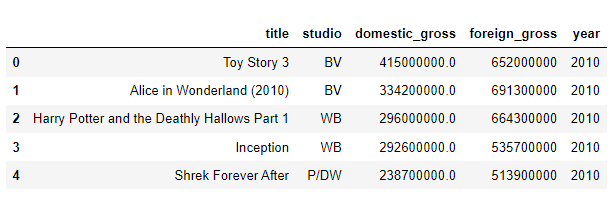 title studio domestic_gross foreign_gross year
0 Toy Story 3 BV 415000000.0 652000000 2010
1 Alice in Wonderland (2010) BV 334200000.0 691300000 2010
2 Harry Potter and the Deathly Hallows Part 1 WB 296000000.0 664300000 2010
3 Inception WB 292600000.0 535700000 2010
4 Shrek Forever After P/DW 238700000.0 513900000 2010